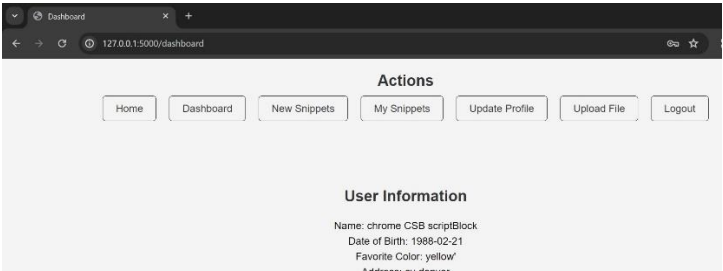 Dashboard
127.0.0.1:5000/dashboard
Actions
Home Dashboard New Snippets My Snippets Update Profile Upload File Logout
User Information
Name: chrome CSB scriptBlock
Date of Birth: 1988-02-21
Favorite Color: yellow'
Address: